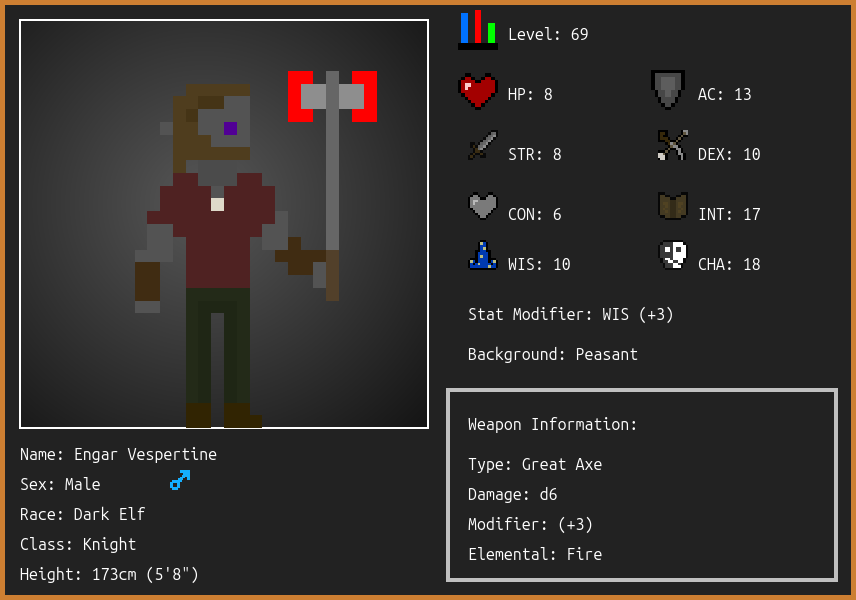 Level: 69
HP: 8
AC: 13
STR: 8
DEX: 10
CON: 6
INT: 17
WIS: 10
CHA: 18
Stat Modifier: WIS (+3)
Background: Peasant
Weapon Information:
Type: Great Axe
Damage: d6
Modifier: (+3)
Elemental: Fire
Name: Engar Vespertine
Sex: Male
Race: Dark Elf
Class: Knight
Height: 173cm (5'8")